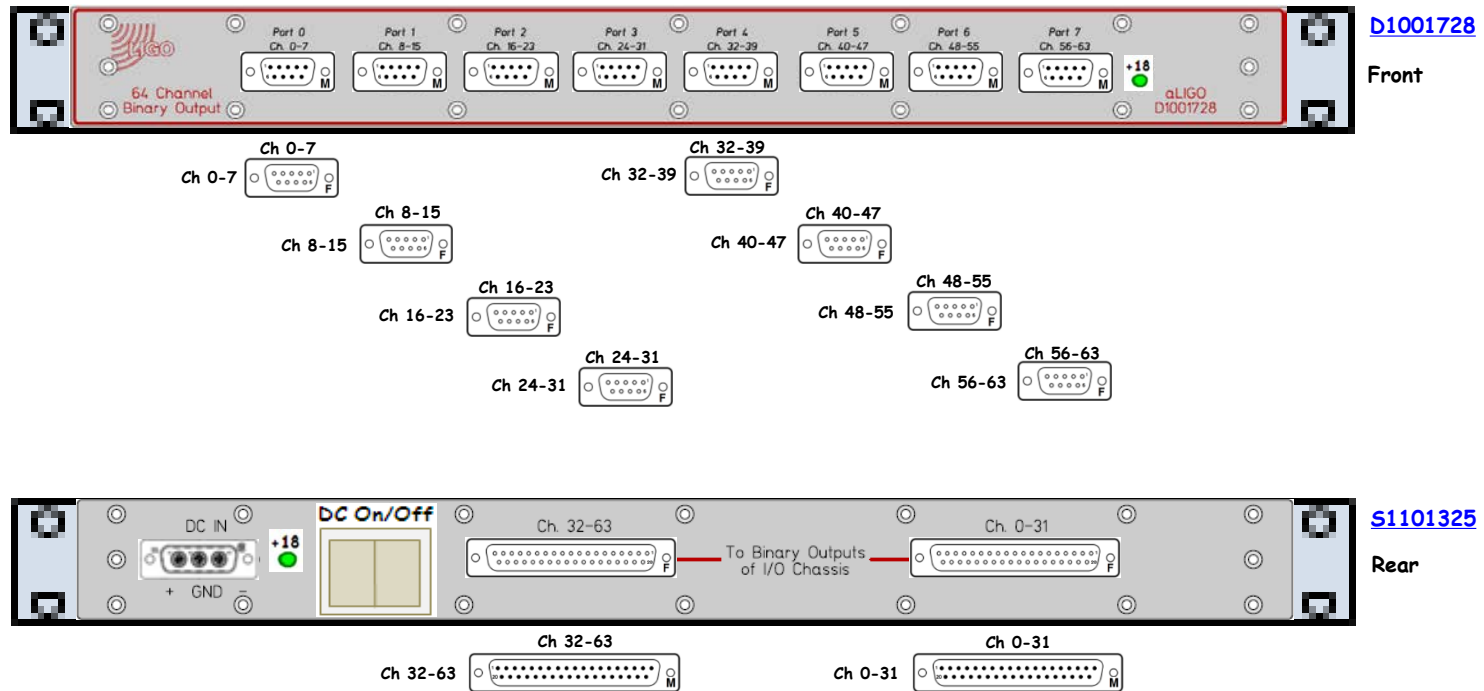 Port 0 Port 1 Port 2 Port 3 Port 4 Port 5 Port 6 Port 7
Ch. 0-7 Ch. 8-15 Ch. 16-23 Ch. 24-31 Ch. 32-39 Ch. 40-47 Ch. 48-55 Ch. 56-63
D1001728
LIGO
M M M M M M M M
+18
Front
64 Channel
Binary Output
aLIGO
D1001728
Ch 0-7
Ch 0-7 F
Ch 32-39
Ch 32-39 F
Ch 8-15
Ch 8-15 F
Ch 40-47
Ch 40-47 F
Ch 16-23
Ch 16-23 F
Ch 48-55
Ch 48-55 F
Ch 24-31
Ch 24-31 F
Ch 56-63
Ch 56-63 F
DC IN
+18
+ GND -
DC On/Off
Ch. 32-63
F
To Binary Outputs
of I/O Chassis
Ch. 0-31
F
S1101325
Rear
Ch 32-63
Ch 32-63 M
Ch 0-31
Ch 0-31 M